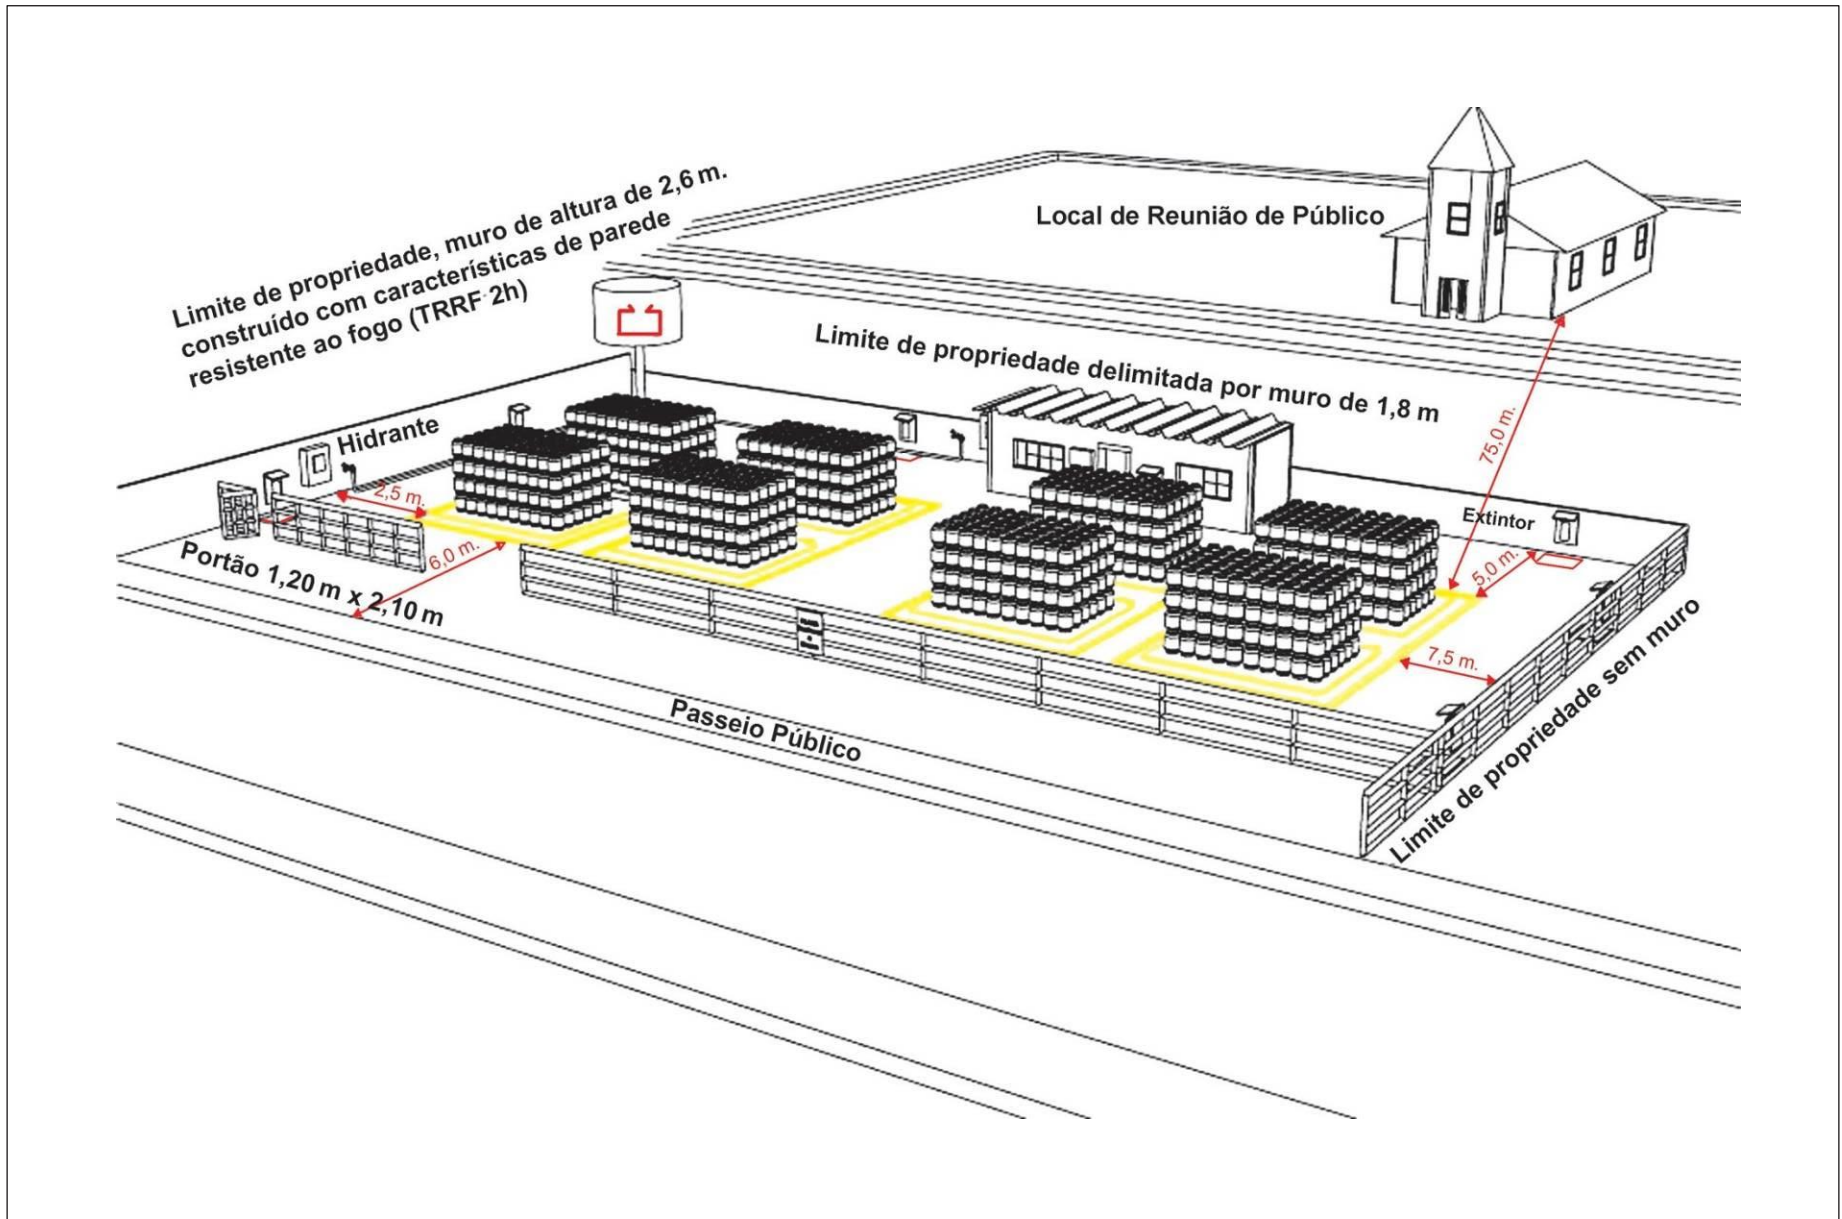 Limite de propriedade, muro de altura de 2,6 m.
construído com características de parede
resistente ao fogo (TRRF 2h)
Local de Reunião de Público
Limite de propriedade delimitada por muro de 1,8 m
75,0 m.
Hidrante
2,5 m.
Extintor
5,0 m.
6,0 m.
Portão 1,20 m x 2,10 m
7,5 m.
Passeio Público
Limite de propriedade sem muro